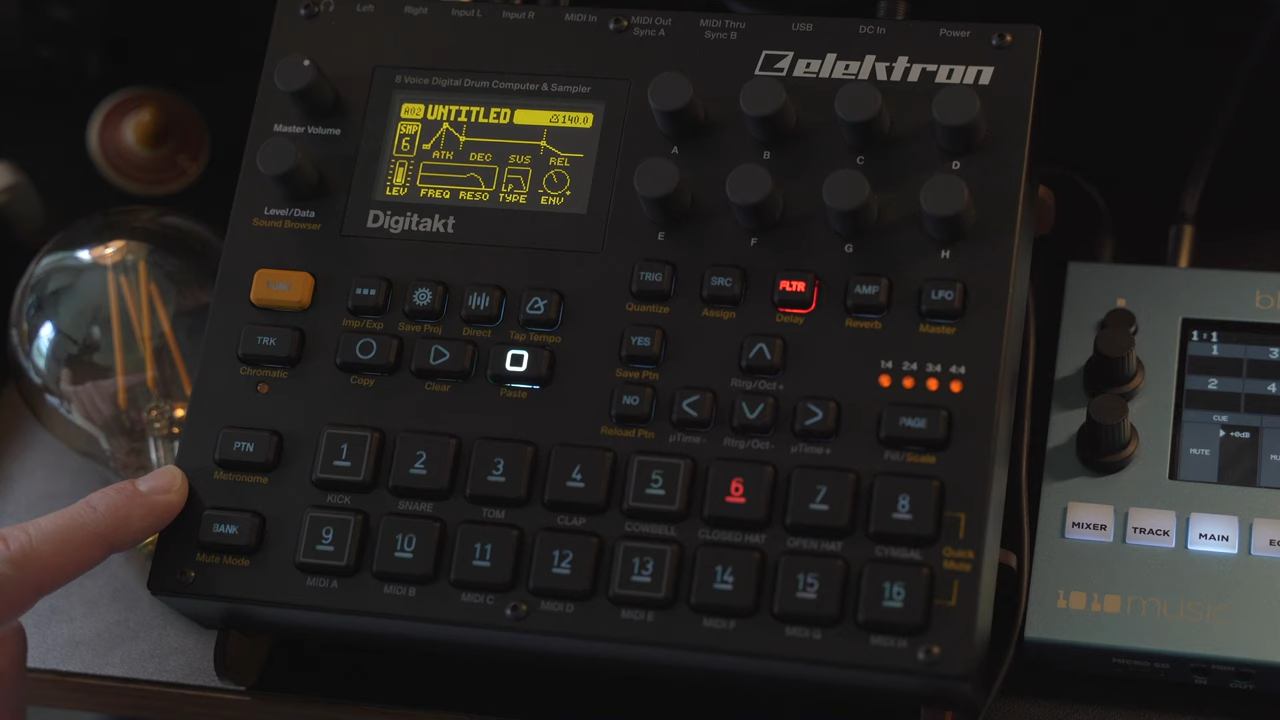 Left Right Input L Input R MIDI In MIDI Out Sync A MIDI Thru Sync B USB DC In Power
elektron
8 Voice Digital Drum Computer & Sampler
A02 UNTITLED 140.0
SMP 6
ATK DEC SUS REL
LEV FREQ RESO TYPE ENV
Digitakt
Master Volume
Level/Data
Sound Browser
A B C D
E F G H
FUNC
Imp/Exp Save Proj Direct Tap Tempo
TRK
Chromatic
Copy Clear Paste
TRIG SRC FLTR AMP LFO
Quantize Assign Delay Reverb Master
YES
Save Ptn
Rtrg/Oct+
1:4 2:4 3:4 4:4
NO
Reload Ptn
µTime- Rtrg/Oct- µTime+
PAGE
Fill/Scale
PTN
Metronome
BANK
Mute Mode
1 2 3 4 5 6 7 8
KICK SNARE TOM CLAP COWBELL CLOSED HAT OPEN HAT CYMBAL
9 10 11 12 13 14 15 16
MIDI A MIDI B MIDI C MIDI D MIDI E MIDI F MIDI G MIDI H
Quick
Mute
1:1
1 3
2 4
CUE
+0dB
MUTE
MIXER TRACK MAIN
1010music
MICRO SD
IN OUT